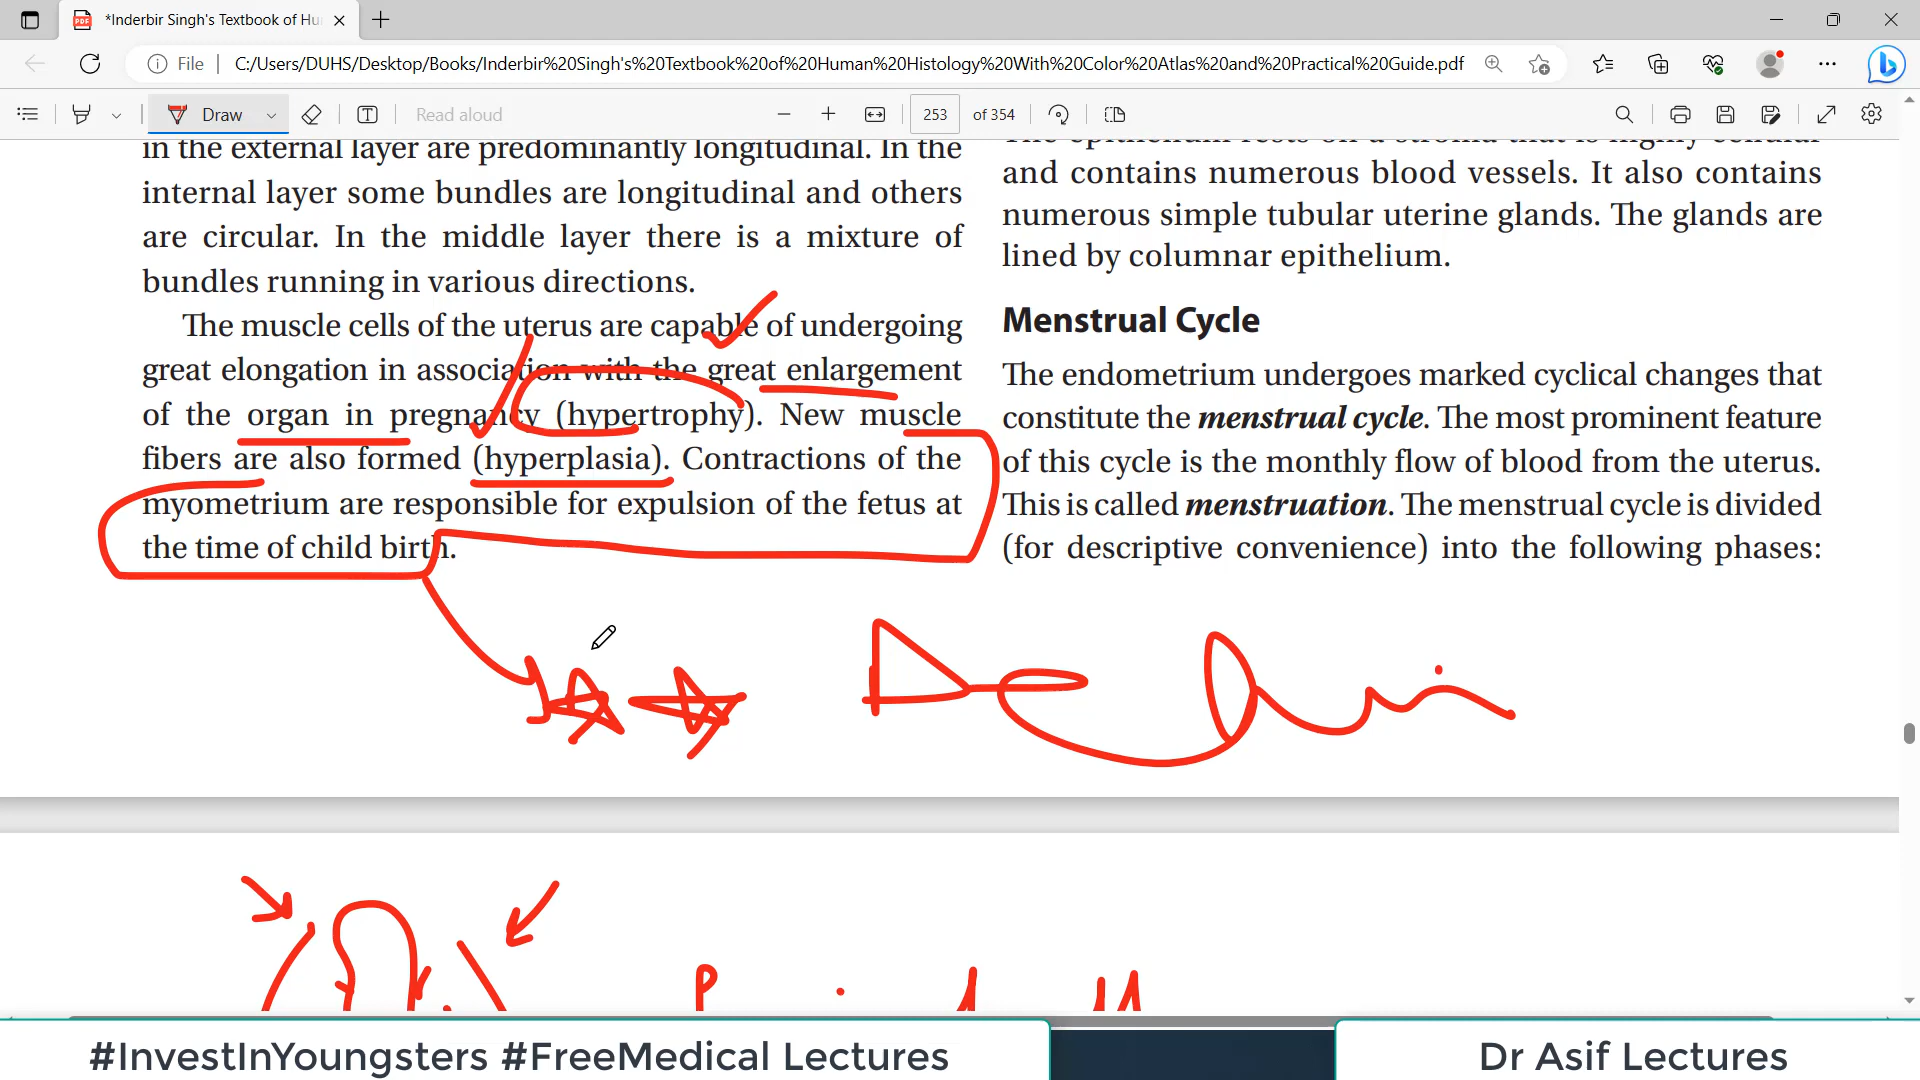 *Inderbir Singh's Textbook of Hu
File
C:/Users/DUHS/Desktop/Books/Inderbir%20Singh's%20Textbook%20of%20Human%20Histology%20With%20Color%20Atlas%20and%20Practical%20Guide.pdf
Draw
Read aloud
253 of 354
in the external layer are predominantly longitudinal. In the
internal layer some bundles are longitudinal and others
are circular. In the middle layer there is a mixture of
bundles running in various directions.
The muscle cells of the uterus are capable of undergoing
great elongation in association with the great enlargement
of the organ in pregnancy (hypertrophy). New muscle
fibers are also formed (hyperplasia). Contractions of the
myometrium are responsible for expulsion of the fetus at
the time of child birth.
The epithelium rests on a stroma that is highly cellular
and contains numerous blood vessels. It also contains
numerous simple tubular uterine glands. The glands are
lined by columnar epithelium.
Menstrual Cycle
The endometrium undergoes marked cyclical changes that
constitute the menstrual cycle. The most prominent feature
of this cycle is the monthly flow of blood from the uterus.
This is called menstruation. The menstrual cycle is divided
(for descriptive convenience) into the following phases:
#InvestInYoungsters #FreeMedical Lectures
Dr Asif Lectures